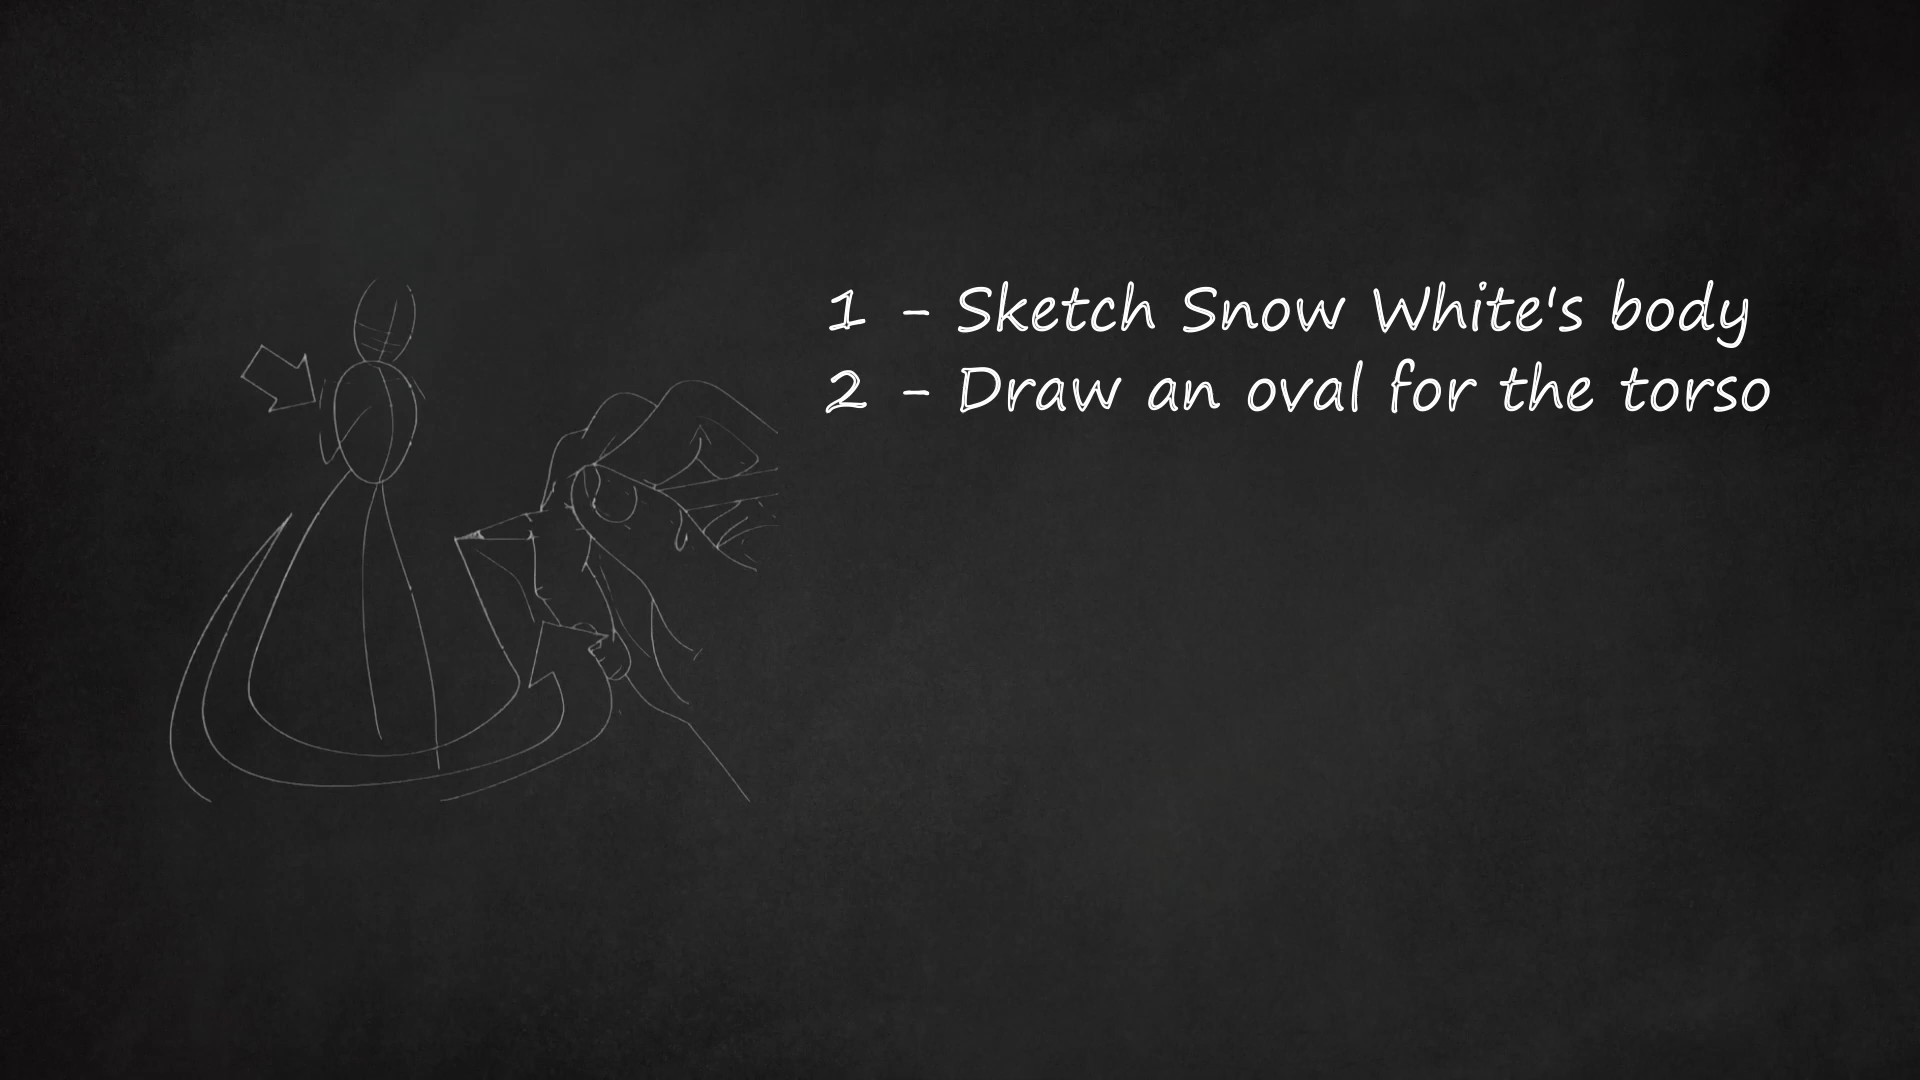 1 - Sketch Snow White's body
2 - Draw an oval for the torso